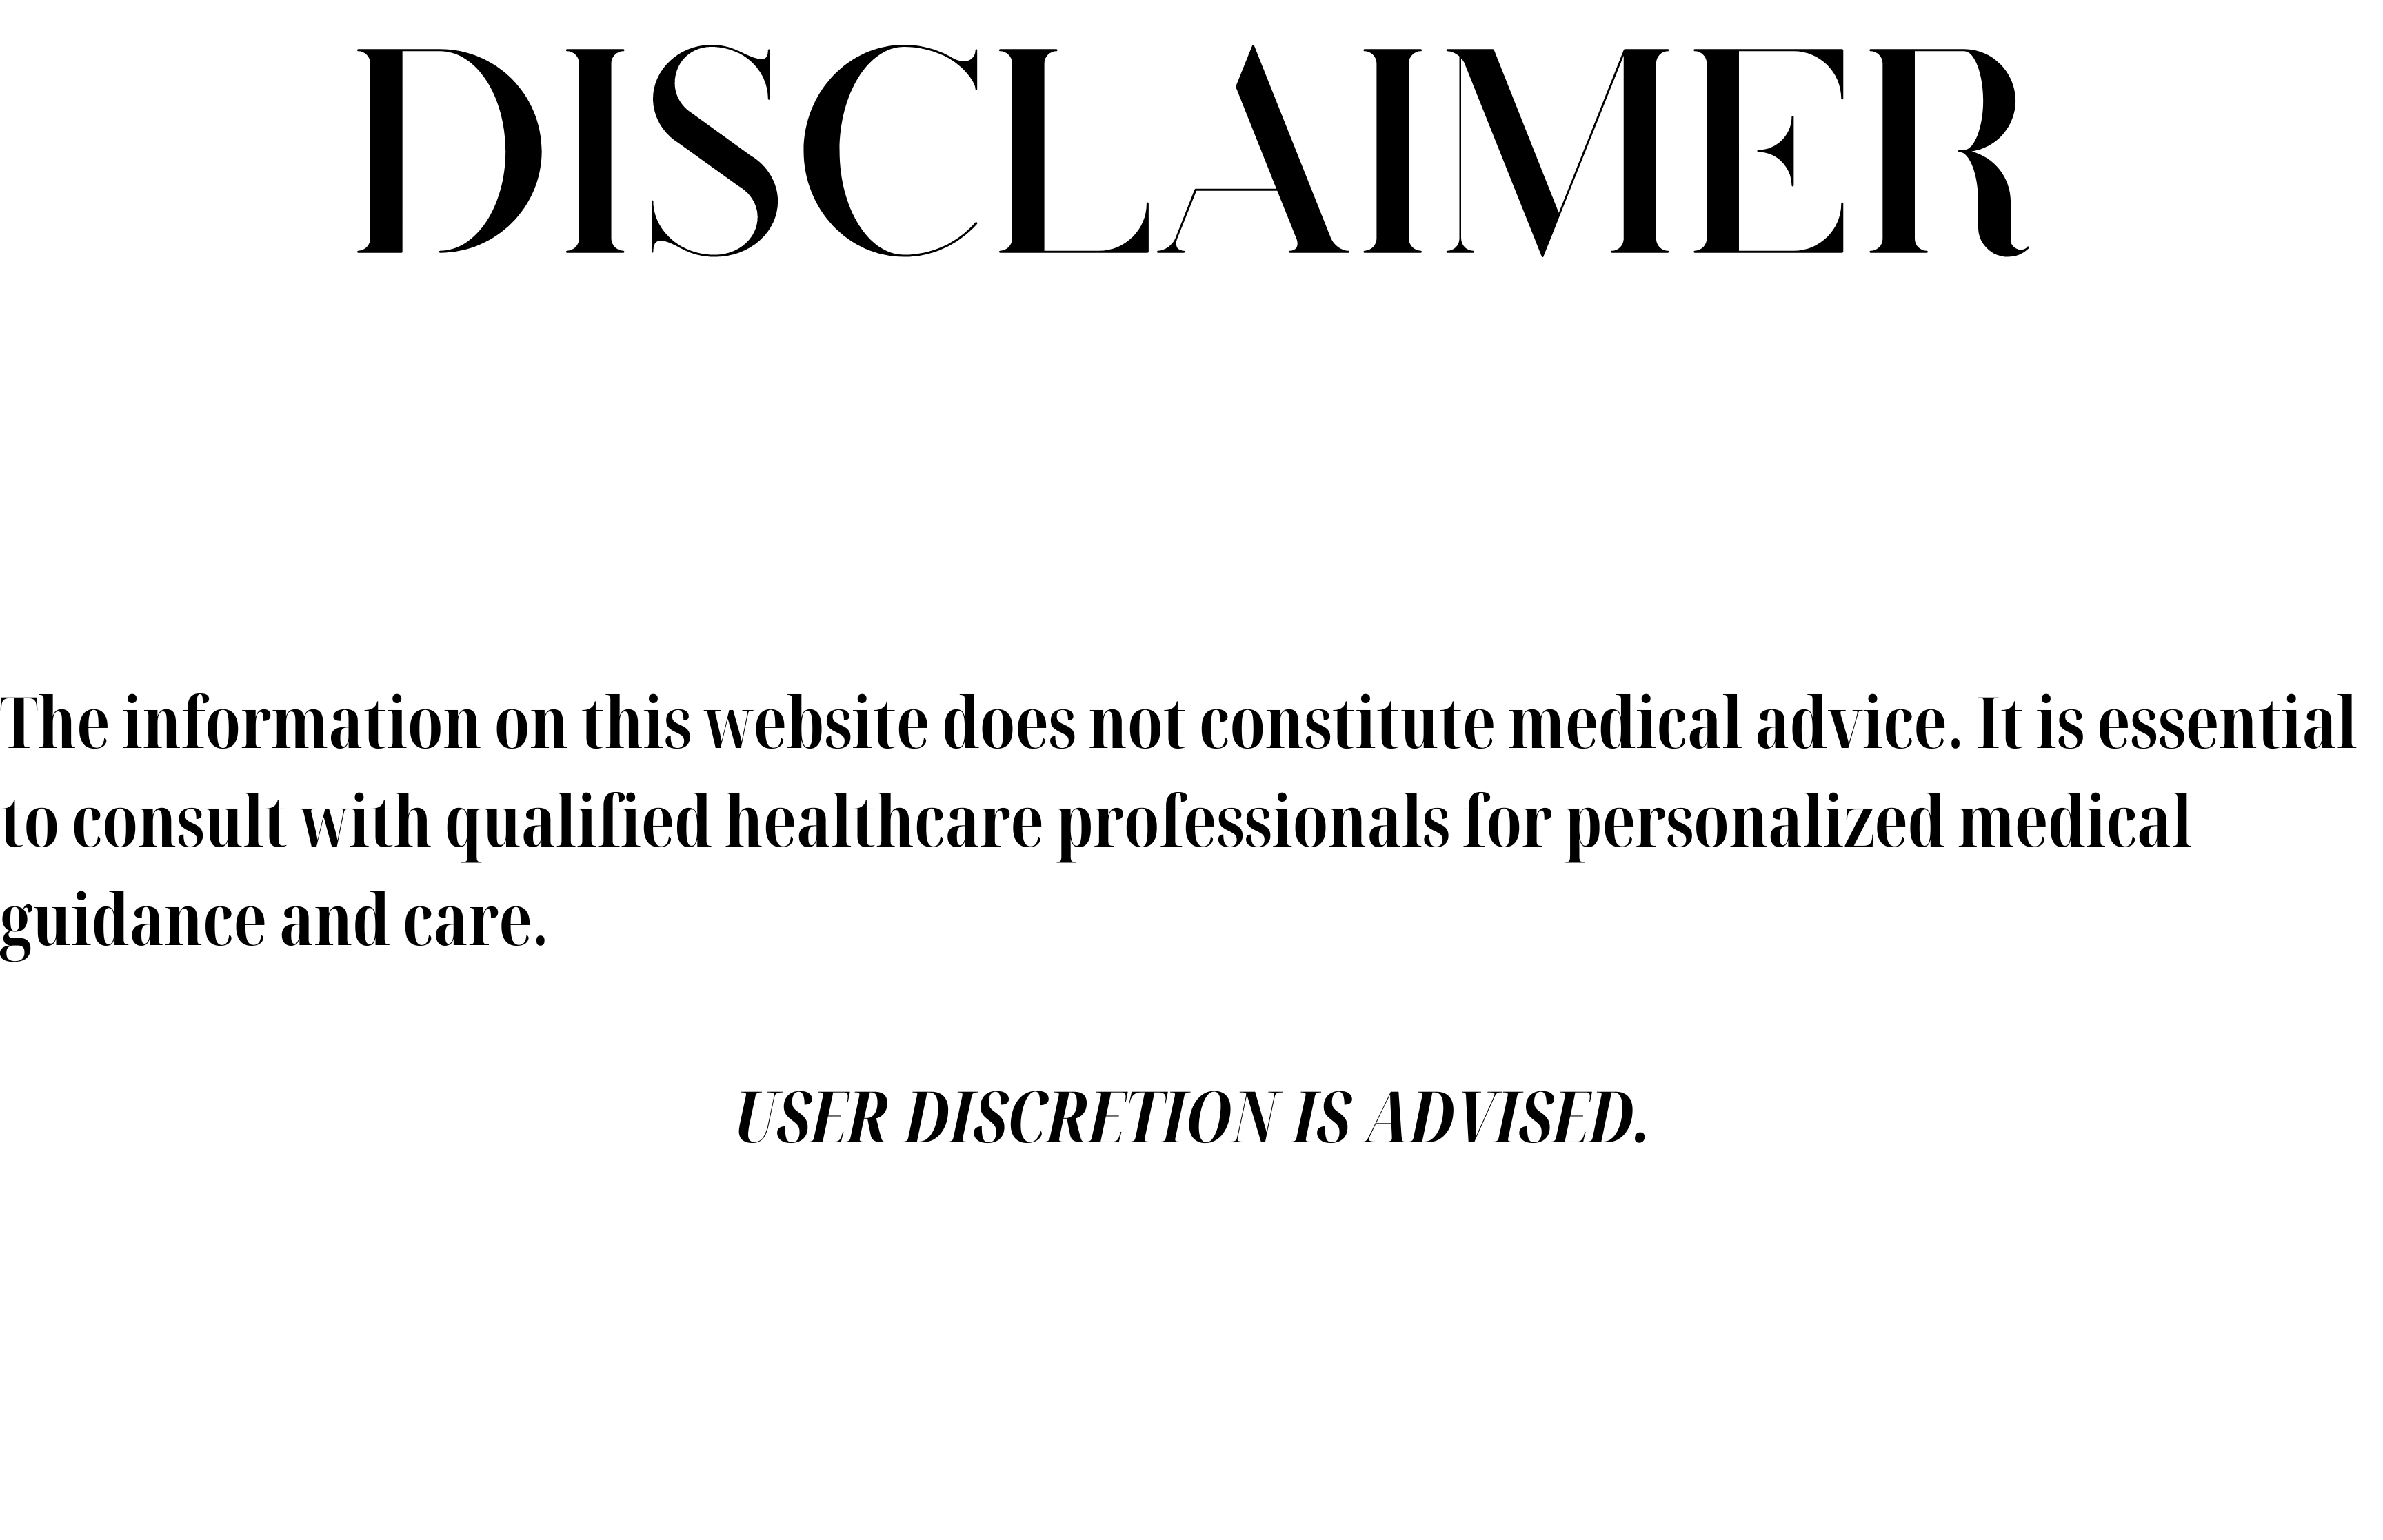 DISCLAIMER
The information on this website does not constitute medical advice. It is essential
to consult with qualified healthcare professionals for personalized medical
guidance and care.
USER DISCRETION IS ADVISED.